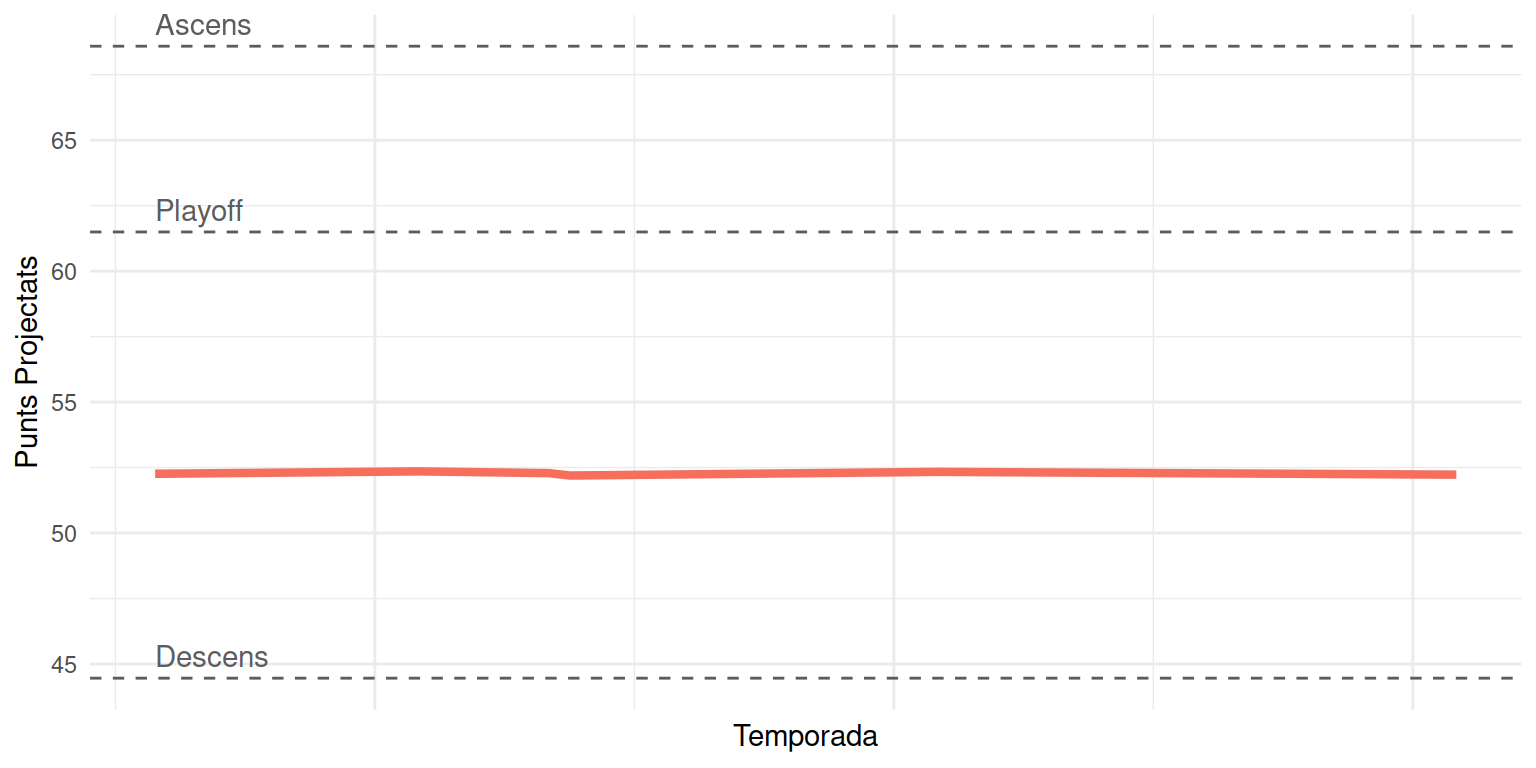 Ascens
65
Playoff
60
Punts Projectats
55
50
Descens
45
Temporada